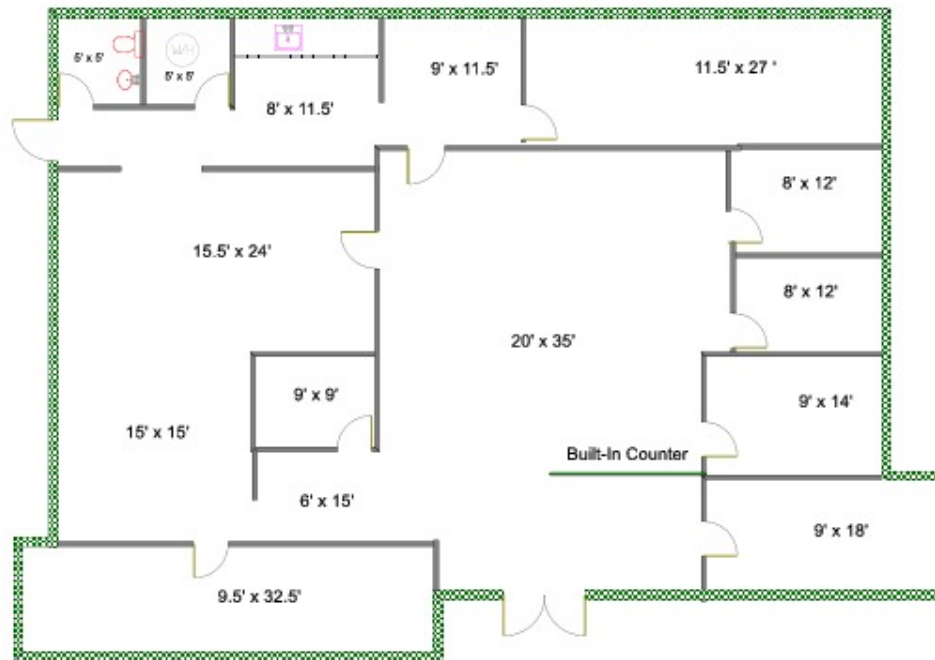 5' x 5'
W/H
5' x 5'
8' x 11.5'
9' x 11.5'
11.5' x 27 '
8' x 12'
15.5' x 24'
8' x 12'
20' x 35'
9' x 9'
9' x 14'
15' x 15'
Built-In Counter
6' x 15'
9' x 18'
9.5' x 32.5'